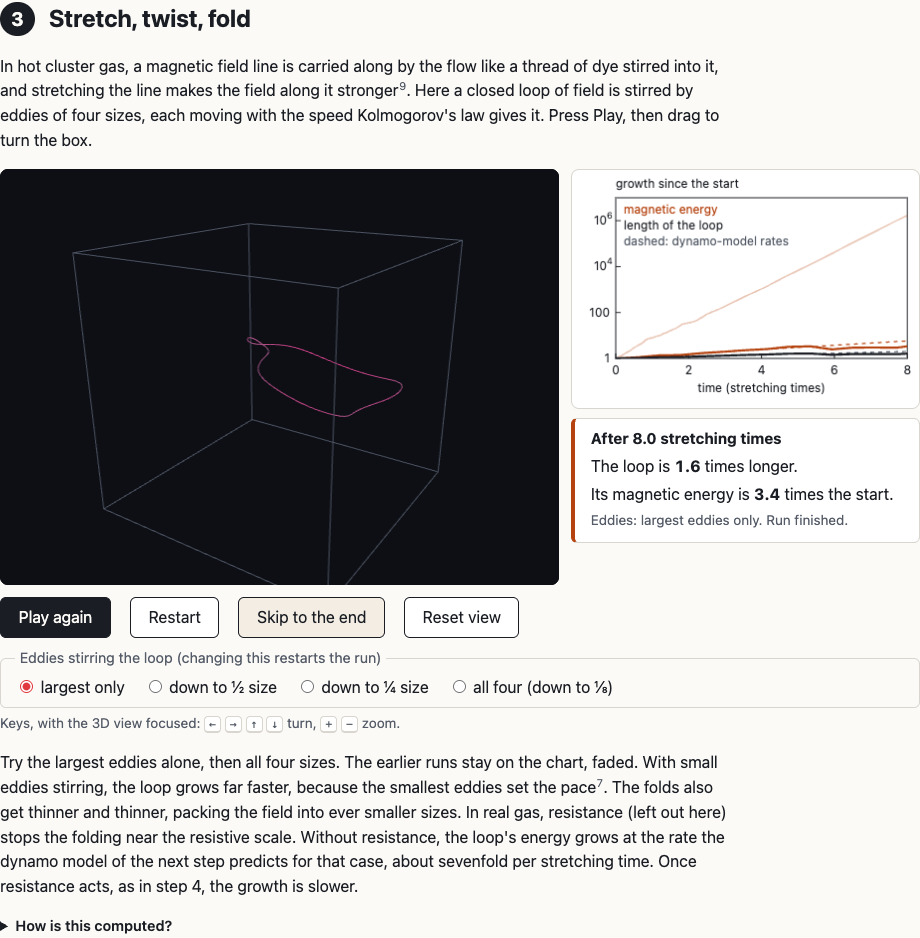 3 Stretch, twist, fold
In hot cluster gas, a magnetic field line is carried along by the flow like a thread of dye stirred into it,
and stretching the line makes the field along it stronger⁹. Here a closed loop of field is stirred by
eddies of four sizes, each moving with the speed Kolmogorov's law gives it. Press Play, then drag to
turn the box.
growth since the start
magnetic energy
length of the loop
dashed: dynamo-model rates
10⁶
10⁴
100
1
0 2 4 6 8
time (stretching times)
After 8.0 stretching times
The loop is 1.6 times longer.
Its magnetic energy is 3.4 times the start.
Eddies: largest eddies only. Run finished.
Play again Restart Skip to the end Reset view
Eddies stirring the loop (changing this restarts the run)
largest only down to ½ size down to ¼ size all four (down to ⅛)
Keys, with the 3D view focused: ← → ↑ ↓ turn, + − zoom.
Try the largest eddies alone, then all four sizes. The earlier runs stay on the chart, faded. With small
eddies stirring, the loop grows far faster, because the smallest eddies set the pace⁷. The folds also
get thinner and thinner, packing the field into ever smaller sizes. In real gas, resistance (left out here)
stops the folding near the resistive scale. Without resistance, the loop's energy grows at the rate the
dynamo model of the next step predicts for that case, about sevenfold per stretching time. Once
resistance acts, as in step 4, the growth is slower.
How is this computed?